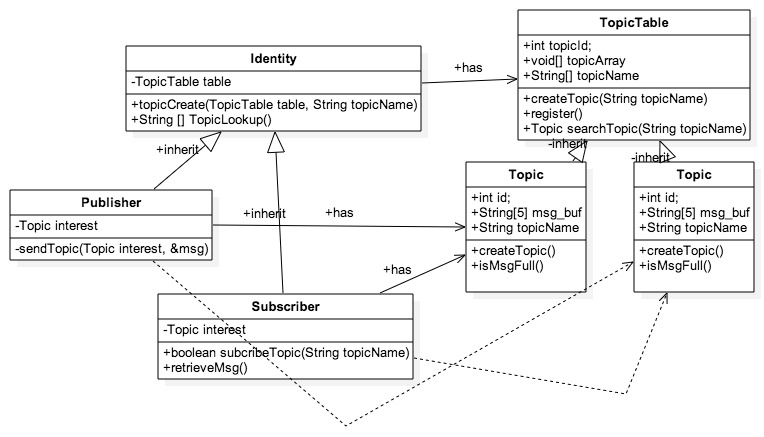 TopicTable
+int topicId;
+void[] topicArray
+String[] topicName
+createTopic(String topicName)
+register()
+Topic searchTopic(String topicName)
Identity
-TopicTable table
+topicCreate(TopicTable table, String topicName)
+String [] TopicLookup()
+has
+inherit
-inherit
-inherit
Publisher
-Topic interest
-sendTopic(Topic interest, &msg)
+inherit
+has
Topic
+int id;
+String[5] msg_buf
+String topicName
+createTopic()
+isMsgFull()
Topic
+int id;
+String[5] msg_buf
+String topicName
+createTopic()
+isMsgFull()
+has
Subscriber
-Topic interest
+boolean subcribeTopic(String topicName)
+retrieveMsg()